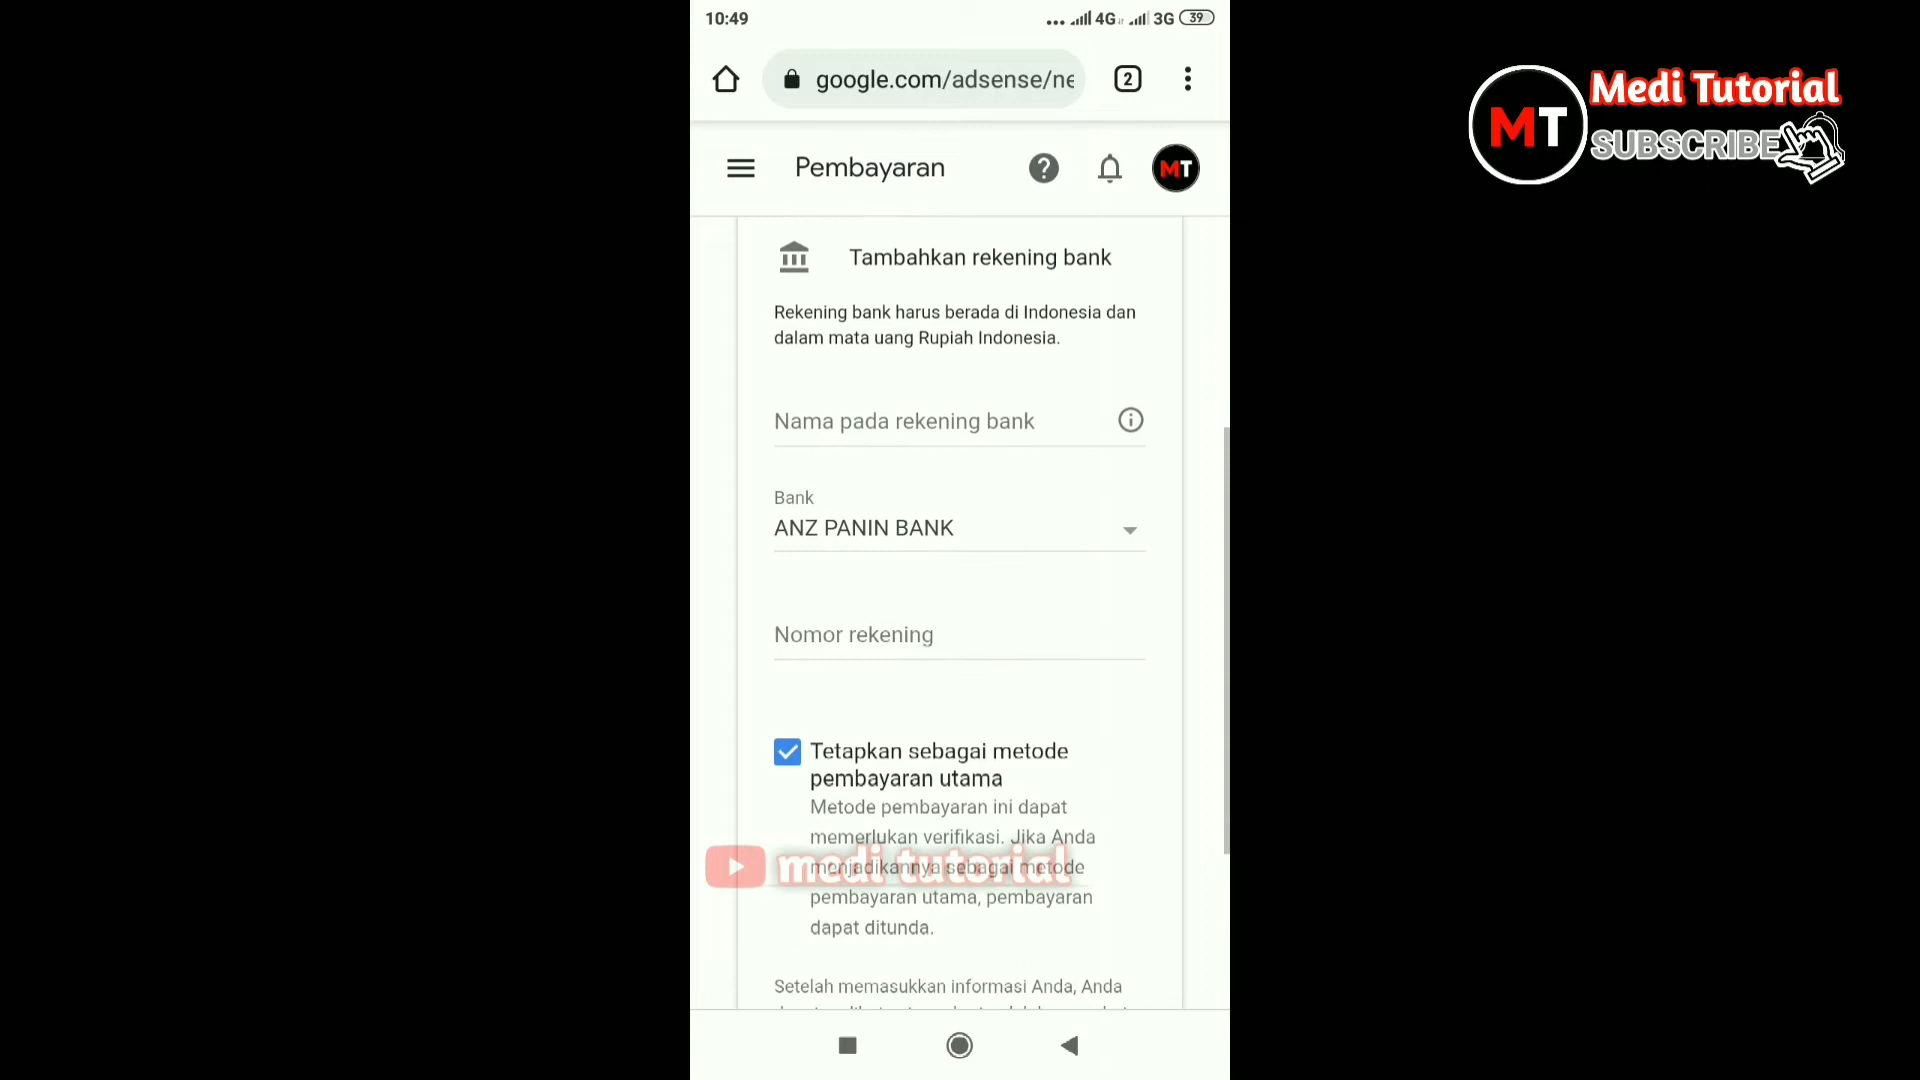 10:49
4G 3G 39
google.com/adsense/ne
2
Pembayaran
MT
Tambahkan rekening bank
Rekening bank harus berada di Indonesia dan
dalam mata uang Rupiah Indonesia.
Nama pada rekening bank
Bank
ANZ PANIN BANK
Nomor rekening
Tetapkan sebagai metode
pembayaran utama
Metode pembayaran ini dapat
memerlukan verifikasi. Jika Anda
menjadikannya sebagai metode
pembayaran utama, pembayaran
dapat ditunda.
medi tutorial
Setelah memasukkan informasi Anda, Anda
MT
Medi Tutorial
SUBSCRIBE